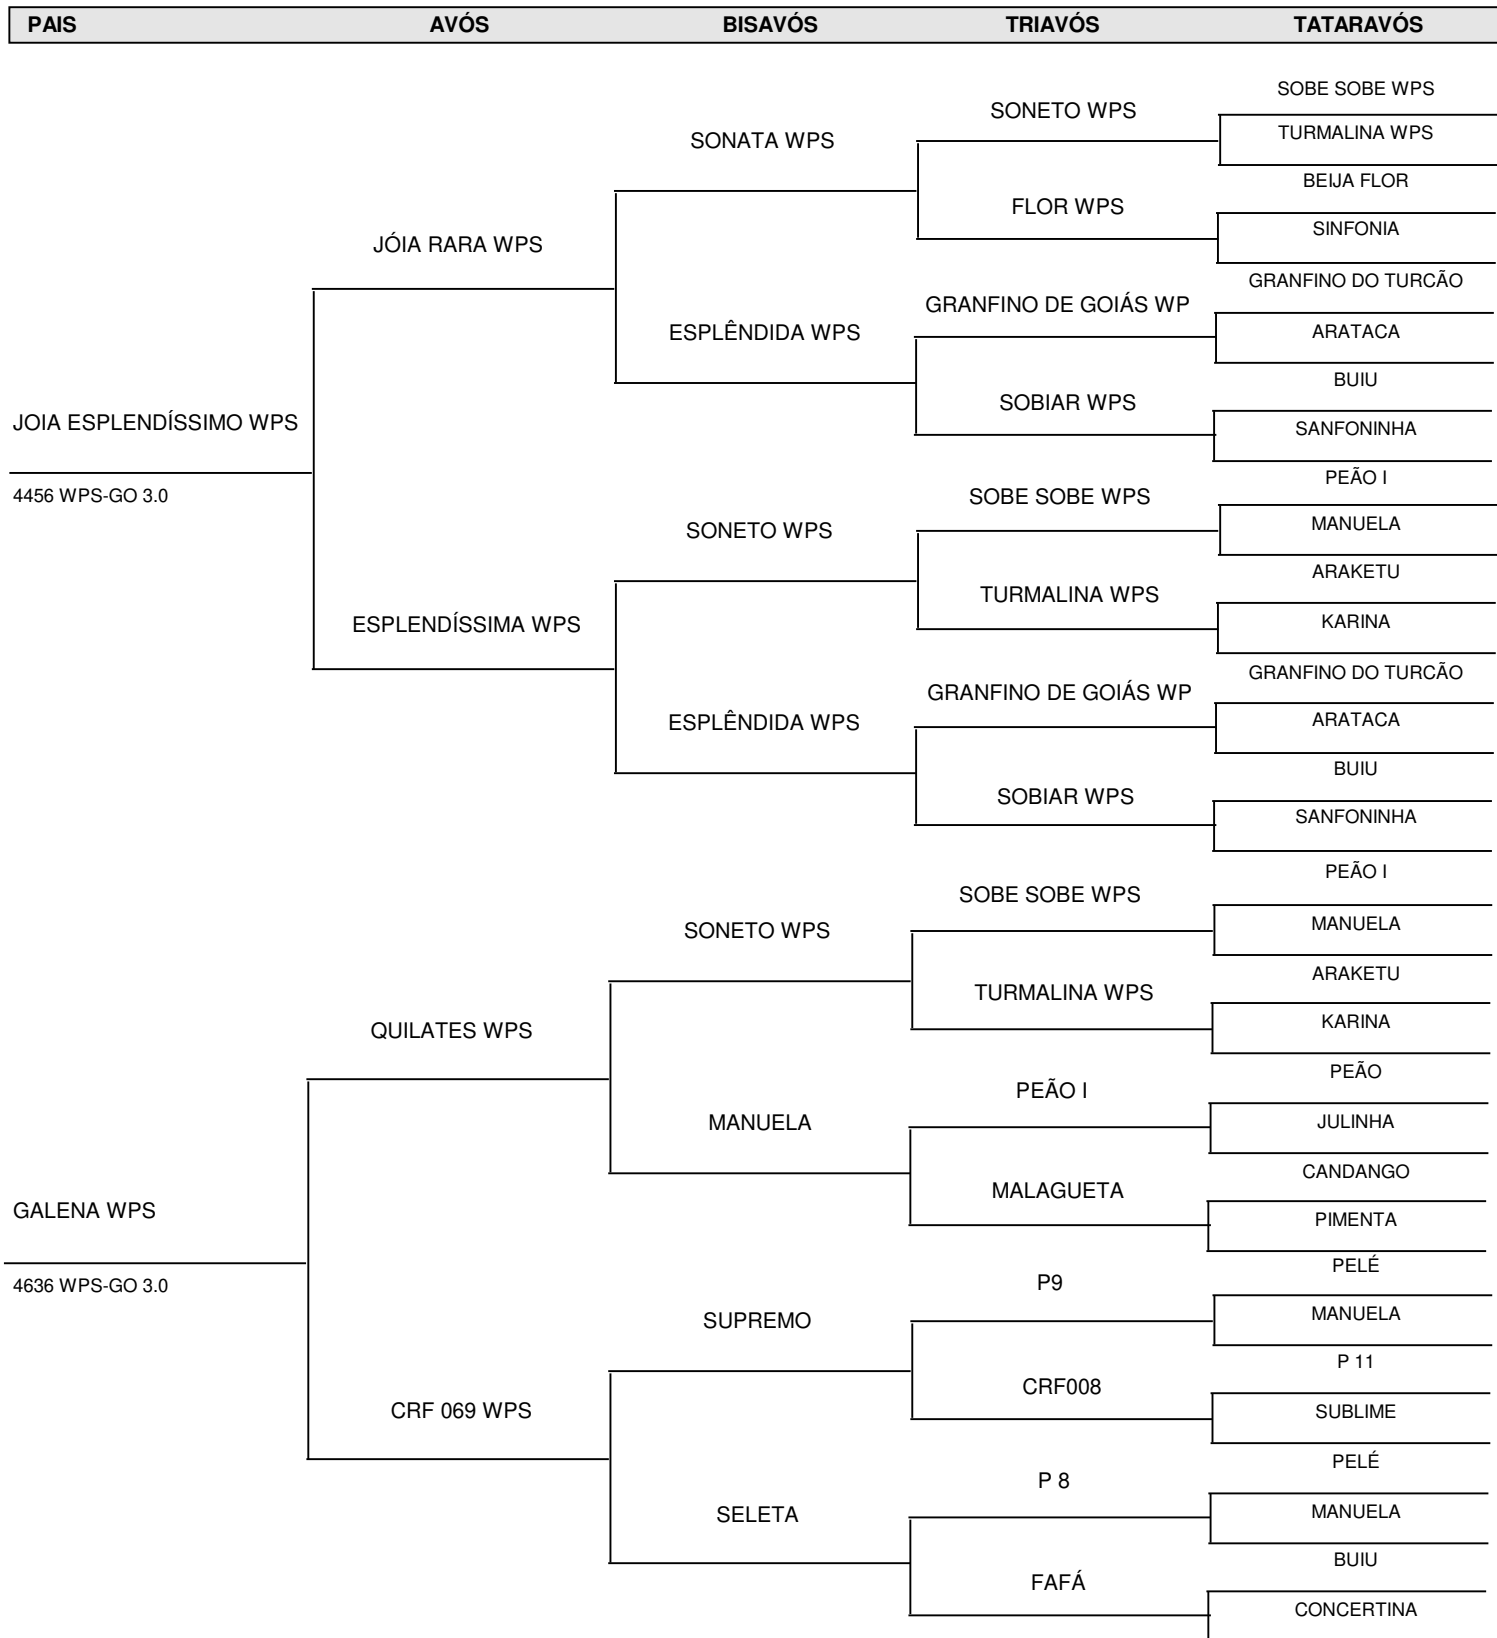 PAIS AVÓS BISAVÓS TRIAVÓS TATARAVÓS
SOBE SOBE WPS
SONETO WPS
TURMALINA WPS
SONATA WPS
BEIJA FLOR
FLOR WPS
SINFONIA
JÓIA RARA WPS
GRANFINO DO TURCÃO
GRANFINO DE GOIÁS WP
ARATACA
ESPLÊNDIDA WPS
BUIU
SOBIAR WPS
SANFONINHA
JOIA ESPLENDÍSSIMO WPS
4456 WPS-GO 3.0
PEÃO I
SOBE SOBE WPS
MANUELA
SONETO WPS
ARAKETU
TURMALINA WPS
KARINA
ESPLENDÍSSIMA WPS
GRANFINO DO TURCÃO
GRANFINO DE GOIÁS WP
ARATACA
ESPLÊNDIDA WPS
BUIU
SOBIAR WPS
SANFONINHA
PEÃO I
SOBE SOBE WPS
MANUELA
SONETO WPS
ARAKETU
TURMALINA WPS
KARINA
QUILATES WPS
PEÃO
PEÃO I
JULINHA
MANUELA
CANDANGO
MALAGUETA
PIMENTA
GALENA WPS
4636 WPS-GO 3.0
PELÉ
P9
MANUELA
SUPREMO
P 11
CRF008
SUBLIME
CRF 069 WPS
PELÉ
P 8
MANUELA
SELETA
BUIU
FAFÁ
CONCERTINA